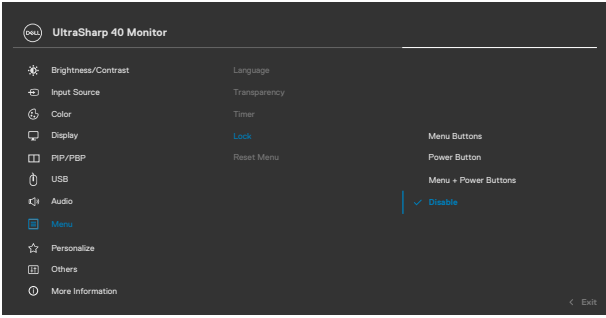 DELL UltraSharp 40 Monitor
Brightness/Contrast Language
Input Source Transparency
Color Timer
Display Lock Menu Buttons
PIP/PBP Reset Menu Power Button
USB Menu + Power Buttons
Audio Disable
Menu
Personalize
Others
More Information
Exit